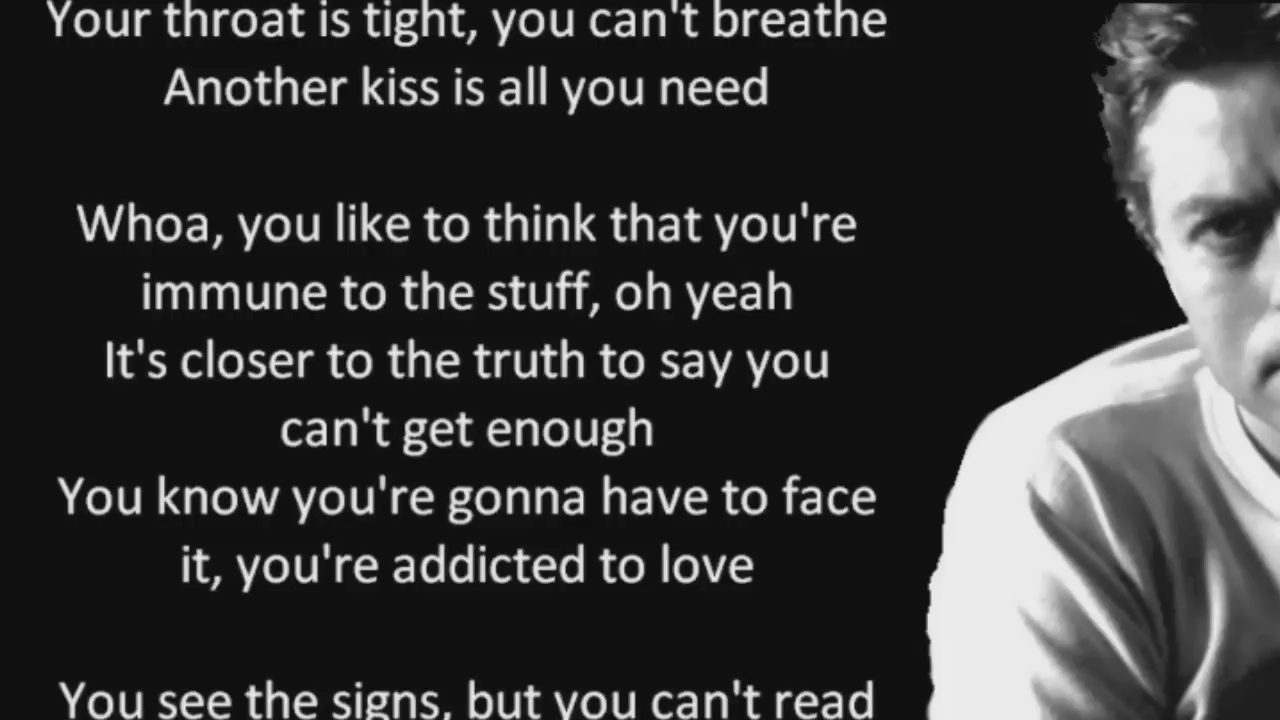 Your throat is tight, you can't breathe
Another kiss is all you need
Whoa, you like to think that you're
immune to the stuff, oh yeah
It's closer to the truth to say you
can't get enough
You know you're gonna have to face
it, you're addicted to love
You see the signs, but you can't read